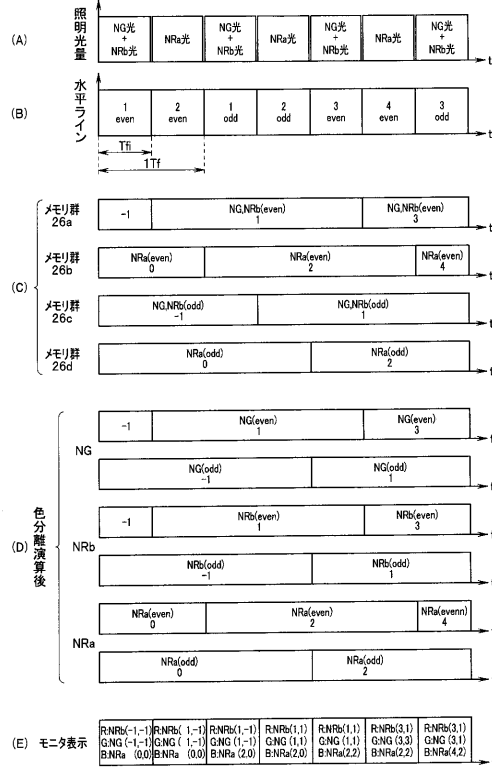 (A)
照明光量
NG光
+
NRb光
NRa光
NG光
+
NRb光
NRa光
NG光
+
NRb光
NRa光
NG光
+
NRb光
t
(B)
水平ライン
1
even
2
even
1
odd
2
odd
3
even
4
even
3
odd
t
Tfi
1Tf
(C)
メモリ群
26a
-1
NG,NRb(even)
1
NG,NRb(even)
3
t
メモリ群
26b
NRa(even)
0
NRa(even)
2
NRa(even)
4
t
メモリ群
26c
NG,NRb(odd)
-1
NG,NRb(odd)
1
t
メモリ群
26d
NRa(odd)
0
NRa(odd)
2
t
(D)
色分離演算後
NG
-1
NG(even)
1
NG(even)
3
t
NG(odd)
-1
NG(odd)
1
t
NRb
-1
NRb(even)
1
NRb(even)
3
t
NRb(odd)
-1
NRb(odd)
1
t
NRa
NRa(even)
0
NRa(even)
2
NRa(evenn)
4
NRa(odd)
0
NRa(odd)
2
(E)
モニタ表示
R:NRb(-1,-1)
G:NG (-1,-1)
B:NRa (0,0)
R:NRb( 1,-1)
G:NG ( 1,-1)
B:NRa (0,0)
R:NRb(1,-1)
G:NG (1,-1)
B:NRa (2,0)
R:NRb(1,1)
G:NG (1,1)
B:NRa(2,0)
R:NRb(1,1)
G:NG (1,1)
B:NRa(2,2)
R:NRb(3,1)
G:NG (3,3)
B:NRa(2,2)
R:NRb(3,1)
G:NG (3,1)
B:NRa(4,2)